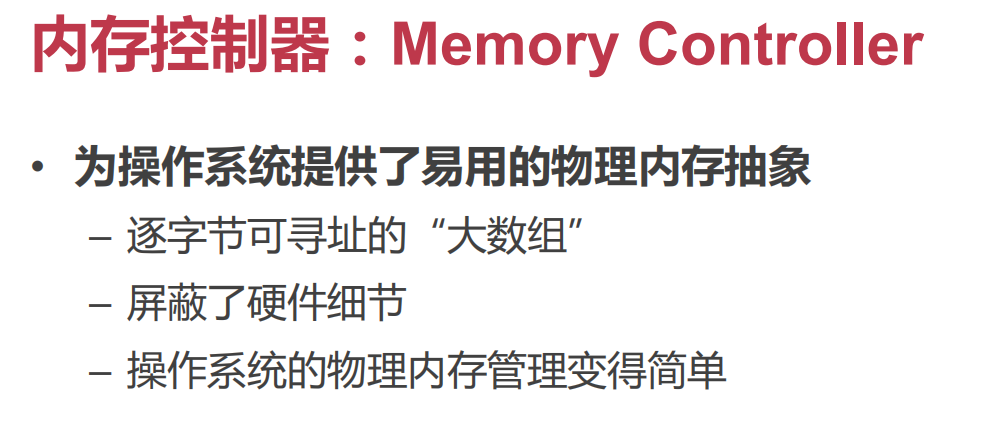 内存控制器：Memory Controller
• 为操作系统提供了易用的物理内存抽象
– 逐字节可寻址的“大数组”
– 屏蔽了硬件细节
– 操作系统的物理内存管理变得简单